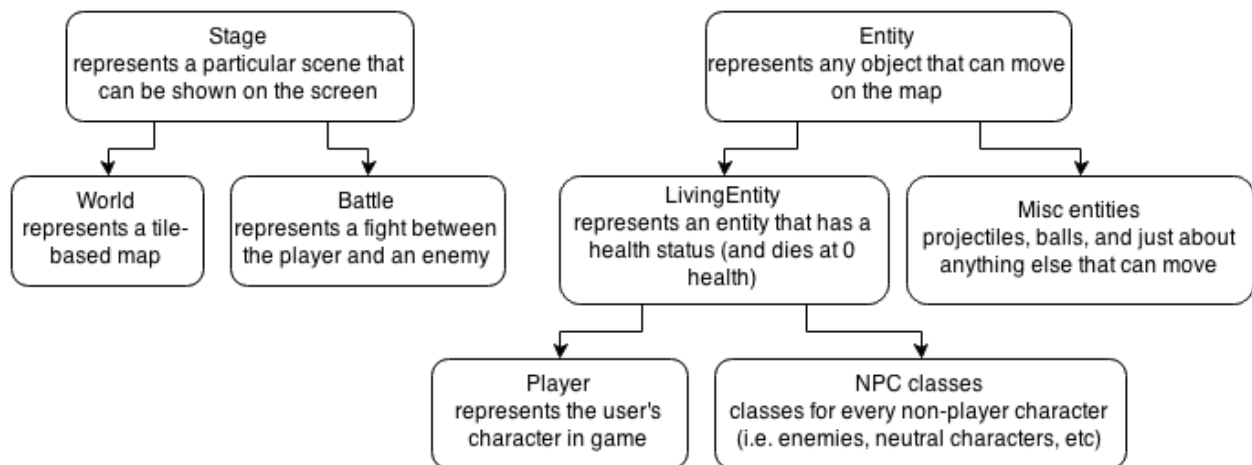 Stage
represents a particular scene that
can be shown on the screen
Entity
represents any object that can move
on the map
World
represents a tile-
based map
Battle
represents a fight between
the player and an enemy
LivingEntity
represents an entity that has a
health status (and dies at 0
health)
Misc entities
projectiles, balls, and just about
anything else that can move
Player
represents the user's
character in game
NPC classes
classes for every non-player character
(i.e. enemies, neutral characters, etc)